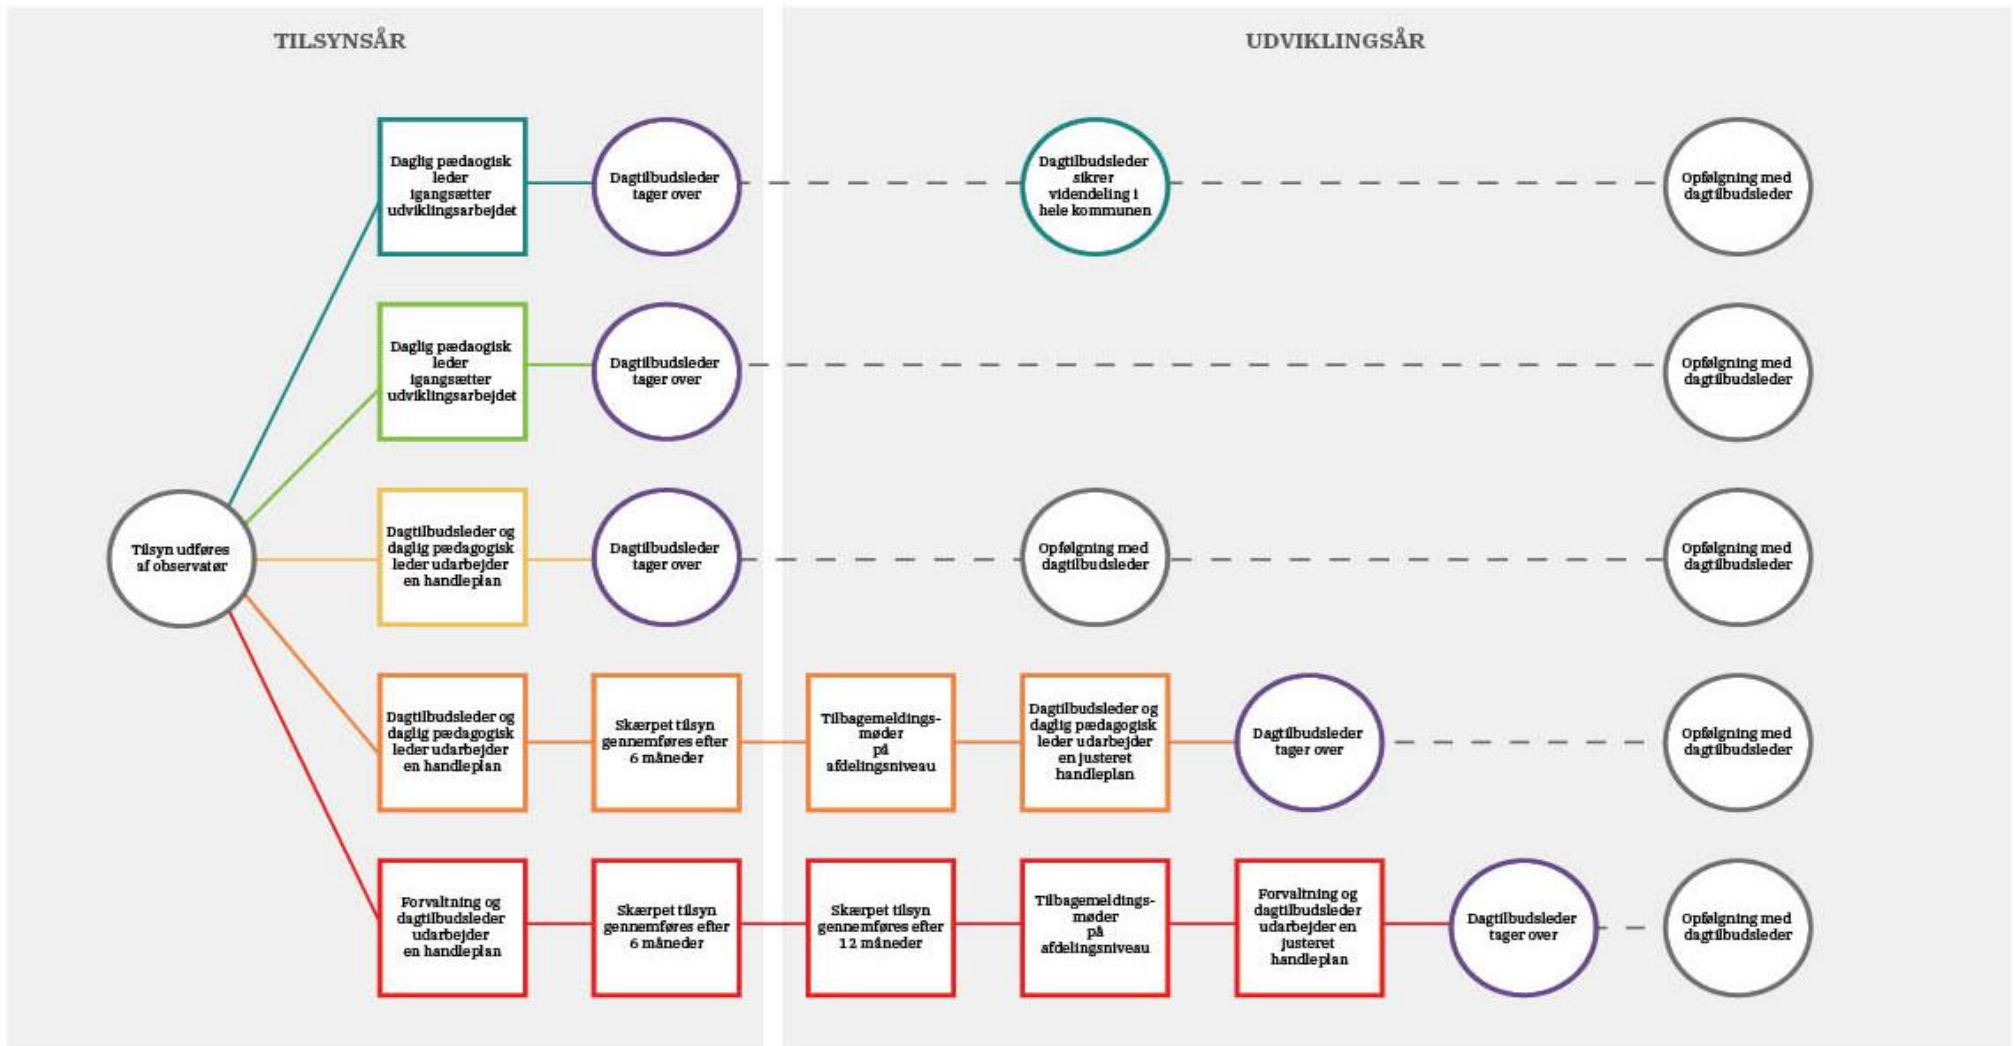 TILSYNSÅR
UDVIKLINGSÅR
Daglig pædaogisk
leder
igangsætter
udviklingsarbejdet
Dagtilbudsleder
tager over
Dagtilbudsleder
sikrer
videndeling i
hele kommunen
Opfølgning med
dagtilbudsleder
Daglig pædaogisk
leder
igangsætter
udviklingsarbejdet
Dagtilbudsleder
tager over
Opfølgning med
dagtilbudsleder
Tilsyn udføres
af observatør
Dagtilbudsleder og
daglig pædagogisk
leder udarbejder
en handleplan
Dagtilbudsleder
tager over
Opfølgning med
dagtilbudsleder
Opfølgning med
dagtilbudsleder
Dagtilbudsleder og
daglig pædagogisk
leder udarbejder
en handleplan
Skærpet tilsyn
gennemføres efter
6 måneder
Tilbagemeldings-
møder
på
afdelingsniveau
Dagtilbudsleder og
daglig pædagogisk
leder udarbejder
en justeret
handleplan
Dagtilbudsleder
tager over
Opfølgning med
dagtilbudsleder
Forvaltning og
dagtilbudsleder
udarbejder
en handleplan
Skærpet tilsyn
gennemføres efter
6 måneder
Skærpet tilsyn
gennemføres efter
12 måneder
Tilbagemeldings-
møder
på
afdelingsniveau
Forvaltning og
dagtilbudsleder
udarbejder en
justeret
handleplan
Dagtilbudsleder
tager over
Opfølgning med
dagtilbudsleder